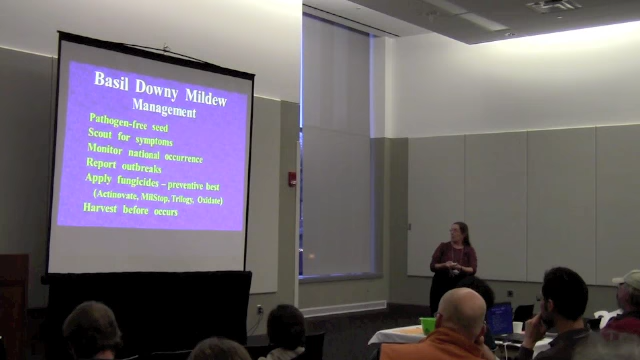 Basil Downy Mildew
Management
Pathogen-free seed
Scout for symptoms
Monitor national occurrence
Report outbreaks
Apply fungicides – preventive best
(Actinovate, MilStop, Trilogy, Oxidate)
Harvest before occurs